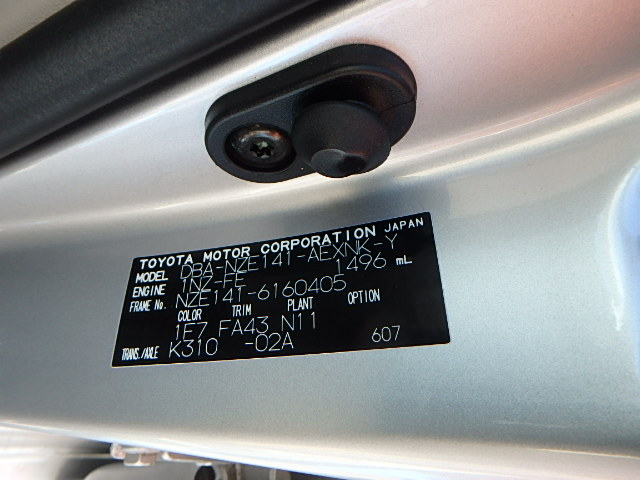 TOYOTA MOTOR CORPORATION JAPAN
MODEL DBA-NZE141-AEXNK-Y
ENGINE 1NZ-FE 1496 mL
FRAME No. NZE141-6160405
COLOR TRIM PLANT OPTION
1E7 FA43 N11
TRANS./AXLE K310 -02A 607